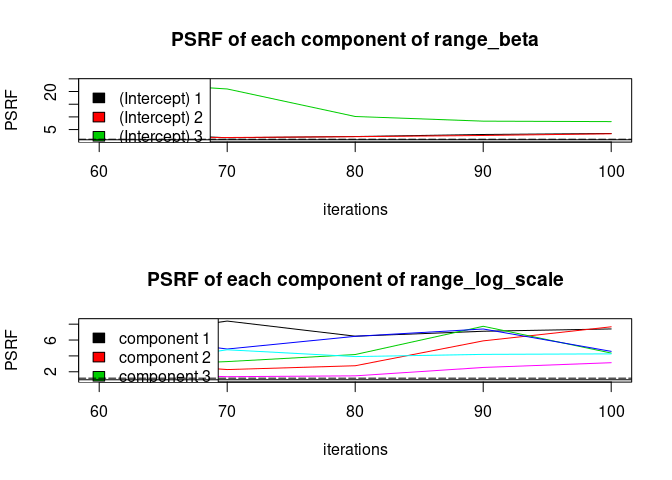 PSRF of each component of range_beta
PSRF
20
5
(Intercept) 1
(Intercept) 2
(Intercept) 3
60 70 80 90 100
iterations
PSRF of each component of range_log_scale
PSRF
6
2
component 1
component 2
component 3
60 70 80 90 100
iterations